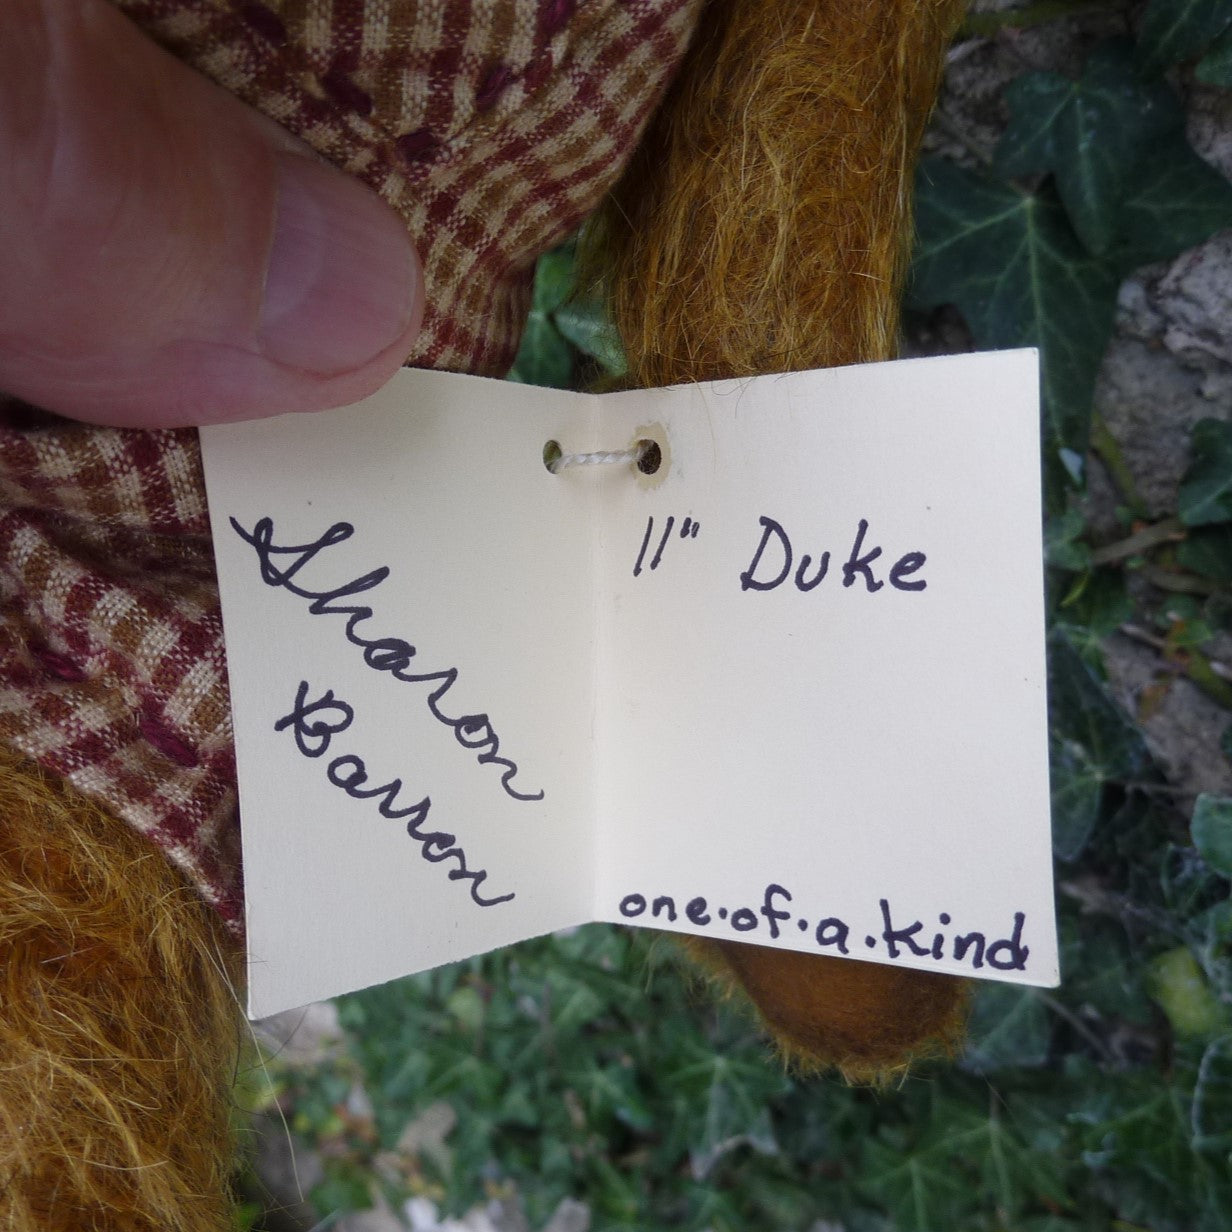 Sharon
Barron
11" Duke
one·of·a·kind